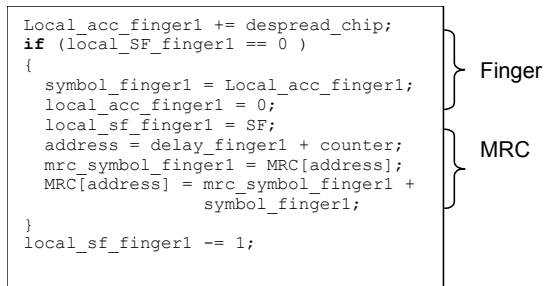 Local_acc_finger1 += despread_chip;
if (local_SF_finger1 == 0 )
{
symbol_finger1 = Local_acc_finger1;
local_acc_finger1 = 0;
local_sf_finger1 = SF;
address = delay_finger1 + counter;
mrc_symbol_finger1 = MRC[address];
MRC[address] = mrc_symbol_finger1 +
symbol_finger1;
}
local_sf_finger1 -= 1;
Finger
MRC